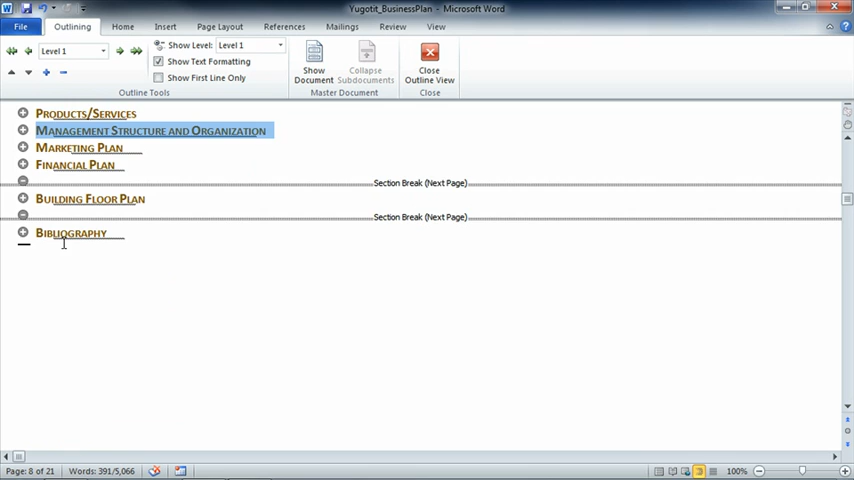 Yugotit_BusinessPlan - Microsoft Word
File Outlining Home Insert Page Layout References Mailings Review View
Level 1
Show Level: Level 1
Show Text Formatting
Show First Line Only
Outline Tools
Show Document
Collapse Subdocuments
Master Document
Close Outline View
Close
PRODUCTS/SERVICES
MANAGEMENT STRUCTURE AND ORGANIZATION
MARKETING PLAN
FINANCIAL PLAN
Section Break (Next Page)
BUILDING FLOOR PLAN
Section Break (Next Page)
BIBLIOGRAPHY
Page: 8 of 21 Words: 391/5,066 100%